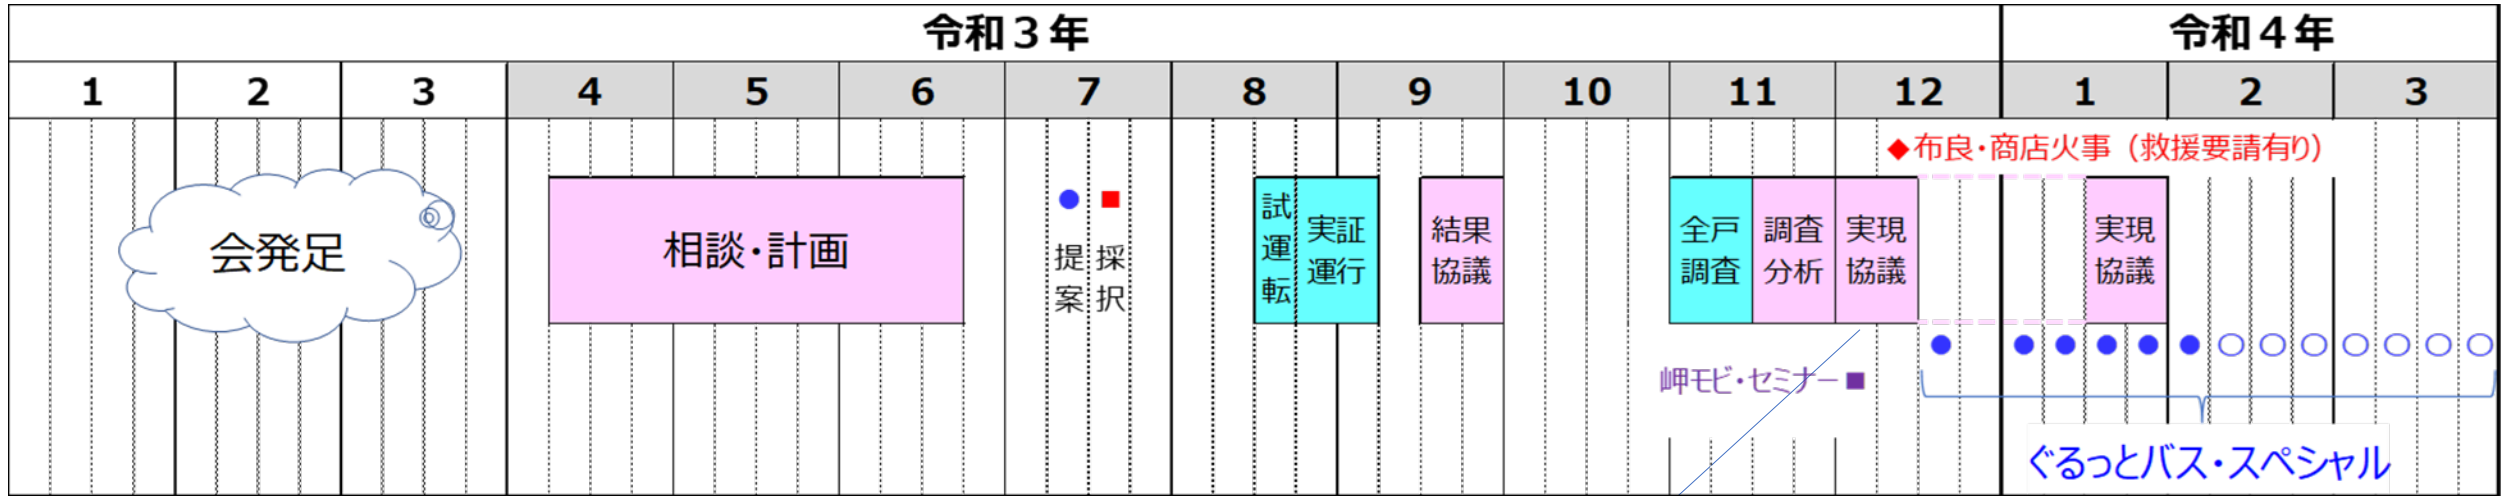 令和３年 令和４年
1 2 3 4 5 6 7 8 9 10 11 12 1 2 3
◆布良・商店火事（救援要請有り）
会発足
相談・計画
提案
採択
試運転
実証
運行
結果
協議
全戸
調査
調査
分析
実現
協議
実現
協議
岬モビ・セミナー■
ぐるっとバス・スペシャル